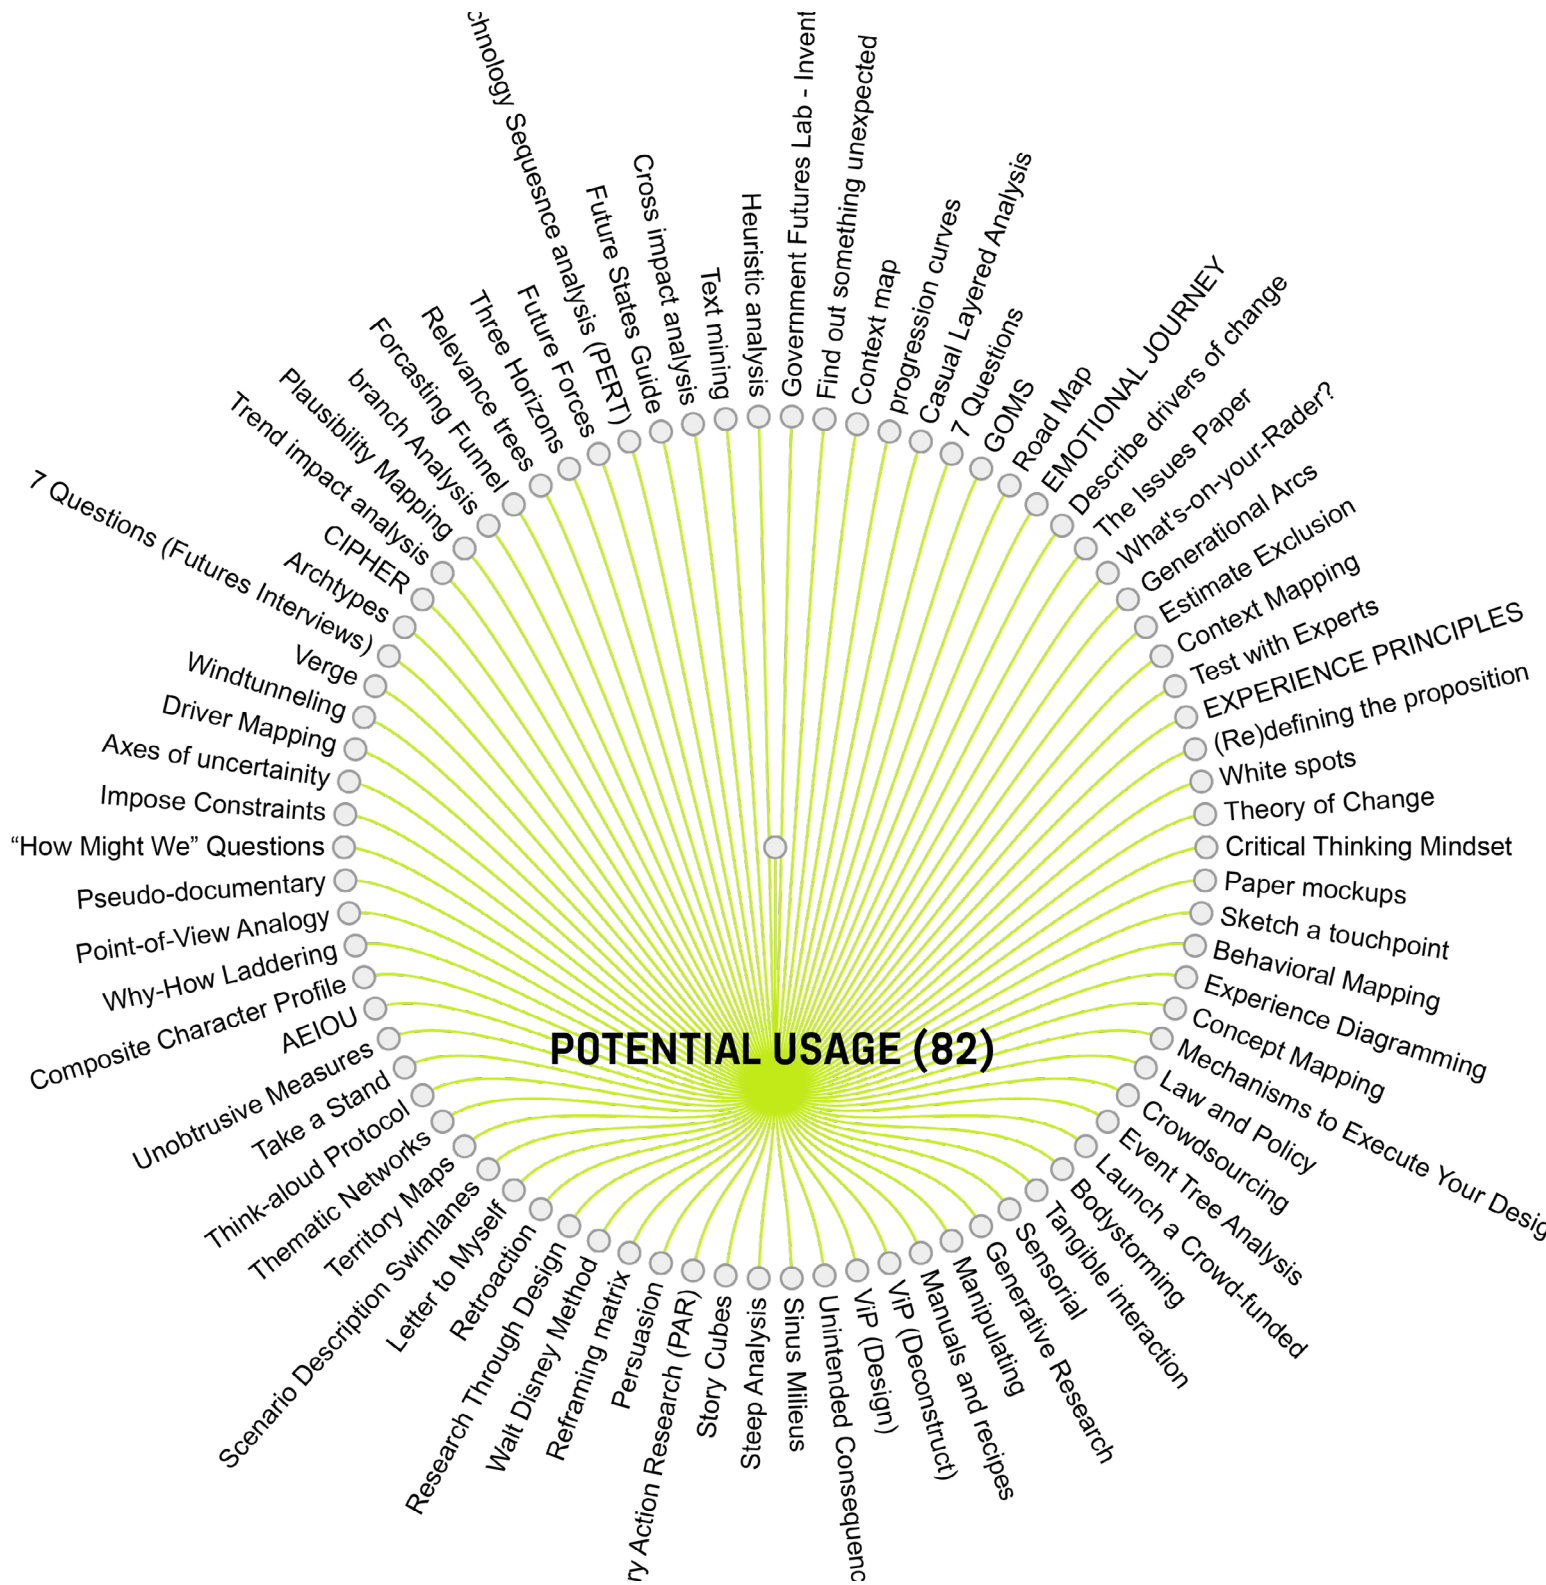 Government Futures Lab - Invent
Find out something unexpected
Context map
progression curves
Casual Layered Analysis
7 Questions
GOMS
Road Map
EMOTIONAL JOURNEY
Describe drivers of change
The Issues Paper
What's-on-your-Rader?
Generational Arcs
Estimate Exclusion
Context Mapping
Test with Experts
EXPERIENCE PRINCIPLES
(Re)defining the proposition
White spots
Theory of Change
Critical Thinking Mindset
Paper mockups
Sketch a touchpoint
Behavioral Mapping
Experience Diagramming
Concept Mapping
Mechanisms to Execute Your Desig
Law and Policy
Crowdsourcing
Event Tree Analysis
Launch a Crowd-funded
Bodystorming
Tangible interaction
Sensorial
Generative Research
Manipulating
Manuals and recipes
ViP (Deconstruct)
ViP (Design)
Unintended Consequenc
Sinus Milieus
Steep Analysis
Story Cubes
ry Action Research (PAR)
Persuasion
Reframing matrix
Walt Disney Method
Research Through Design
Retroaction
Letter to Myself
Scenario Description Swimlanes
Territory Maps
Thematic Networks
Think-aloud Protocol
Take a Stand
Unobtrusive Measures
AEIOU
Composite Character Profile
Why-How Laddering
Point-of-View Analogy
Pseudo-documentary
“How Might We” Questions
Impose Constraints
Axes of uncertainity
Driver Mapping
Windtunneling
Verge
7 Questions (Futures Interviews)
Archtypes
CIPHER
Trend impact analysis
Plausibility Mapping
branch Analysis
Forcasting Funnel
Relevance trees
Three Horizons
Future Forces
chnology Sequesnce analysis (PERT)
Future States Guide
Cross impact analysis
Text mining
Heuristic analysis
POTENTIAL USAGE (82)